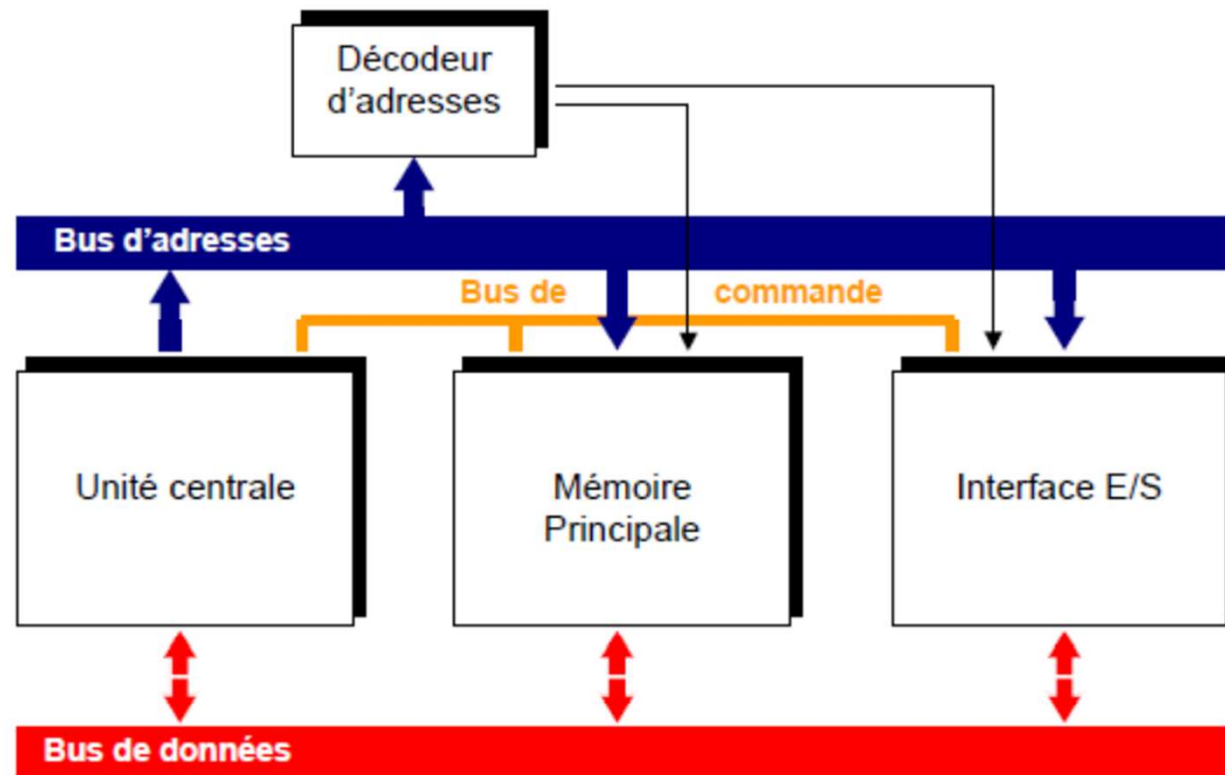 Décodeur
d'adresses
Bus d'adresses
Bus de commande
Unité centrale
Mémoire
Principale
Interface E/S
Bus de données